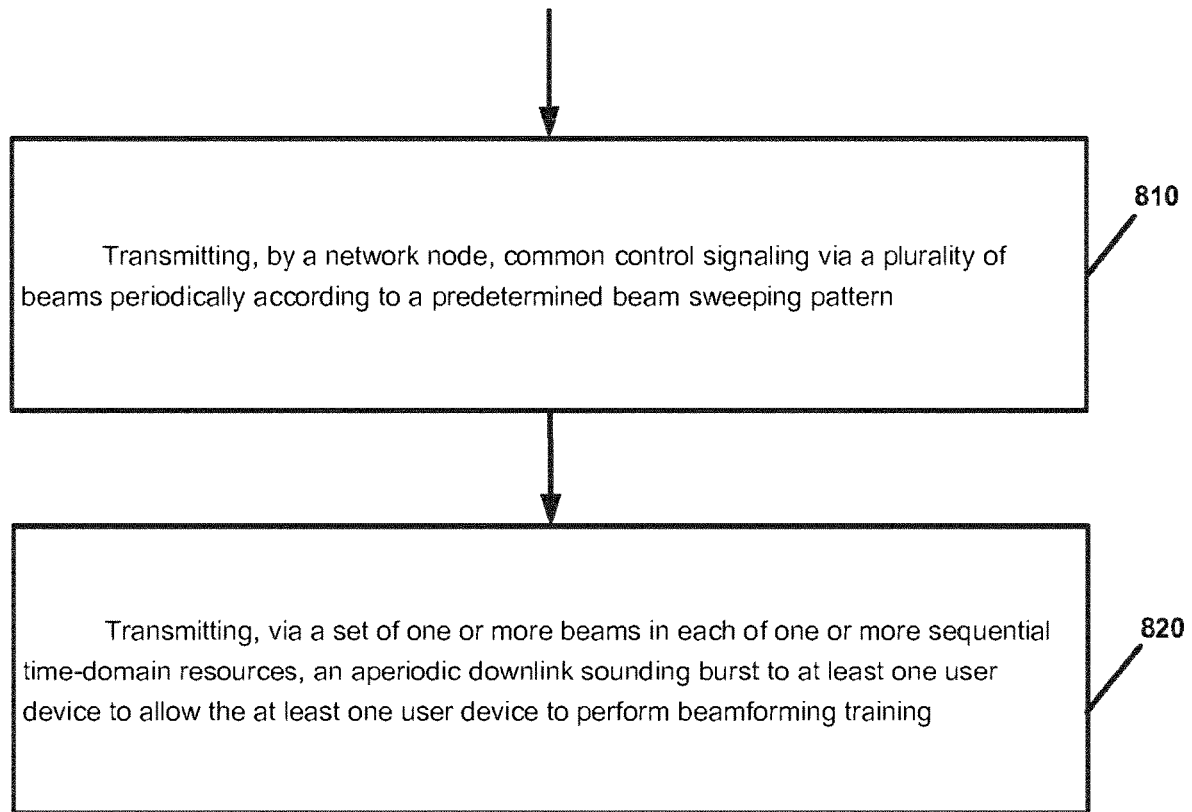 810
Transmitting, by a network node, common control signaling via a plurality of
beams periodically according to a predetermined beam sweeping pattern
820
Transmitting, via a set of one or more beams in each of one or more sequential
time-domain resources, an aperiodic downlink sounding burst to at least one user
device to allow the at least one user device to perform beamforming training